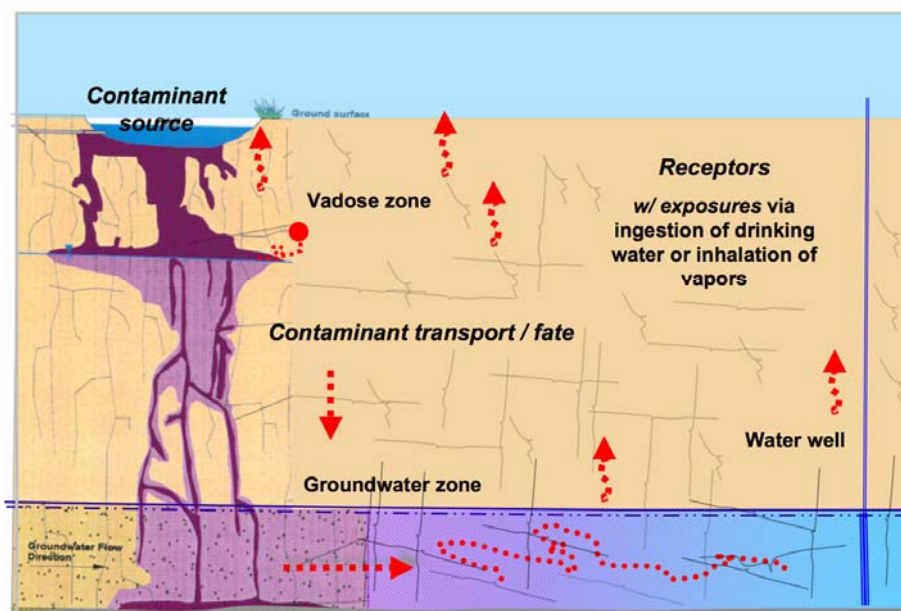 Contaminant
source
Ground surface
Vadose zone
Receptors
w/ exposures via
ingestion of drinking
water or inhalation of
vapors
Contaminant transport / fate
Water well
Groundwater zone
Groundwater Flow
Direction